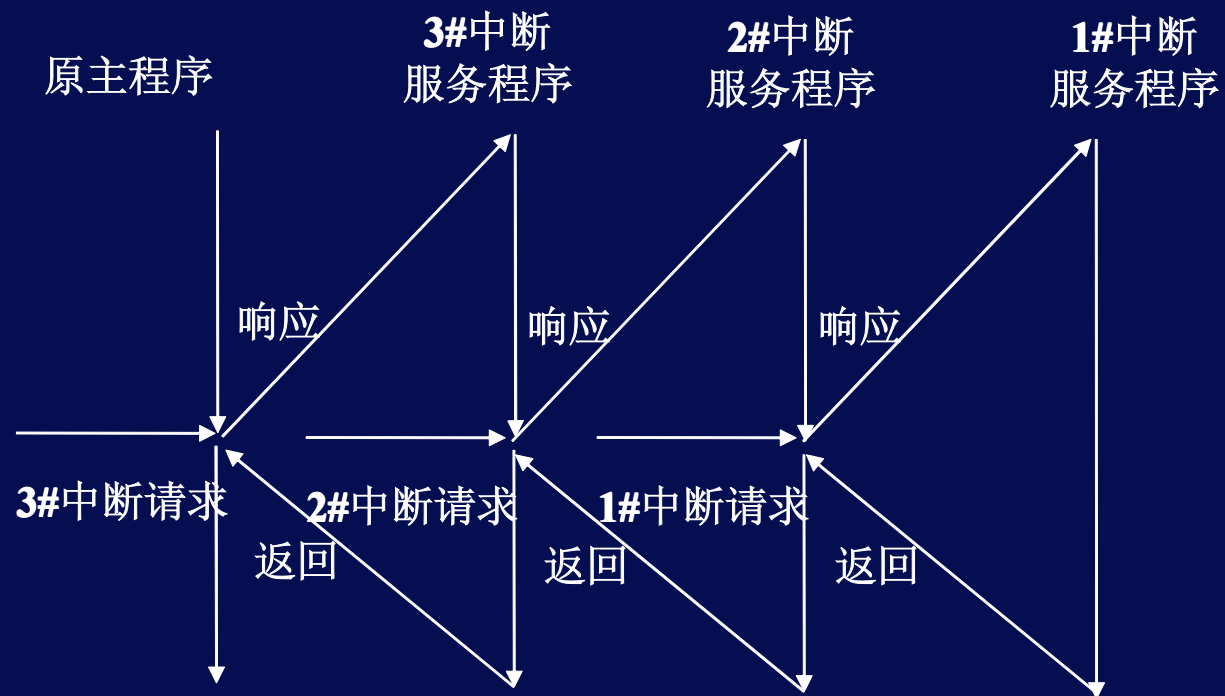 原主程序
3#中断
服务程序
2#中断
服务程序
1#中断
服务程序
响应
响应
响应
3#中断请求
2#中断请求
1#中断请求
返回
返回
返回